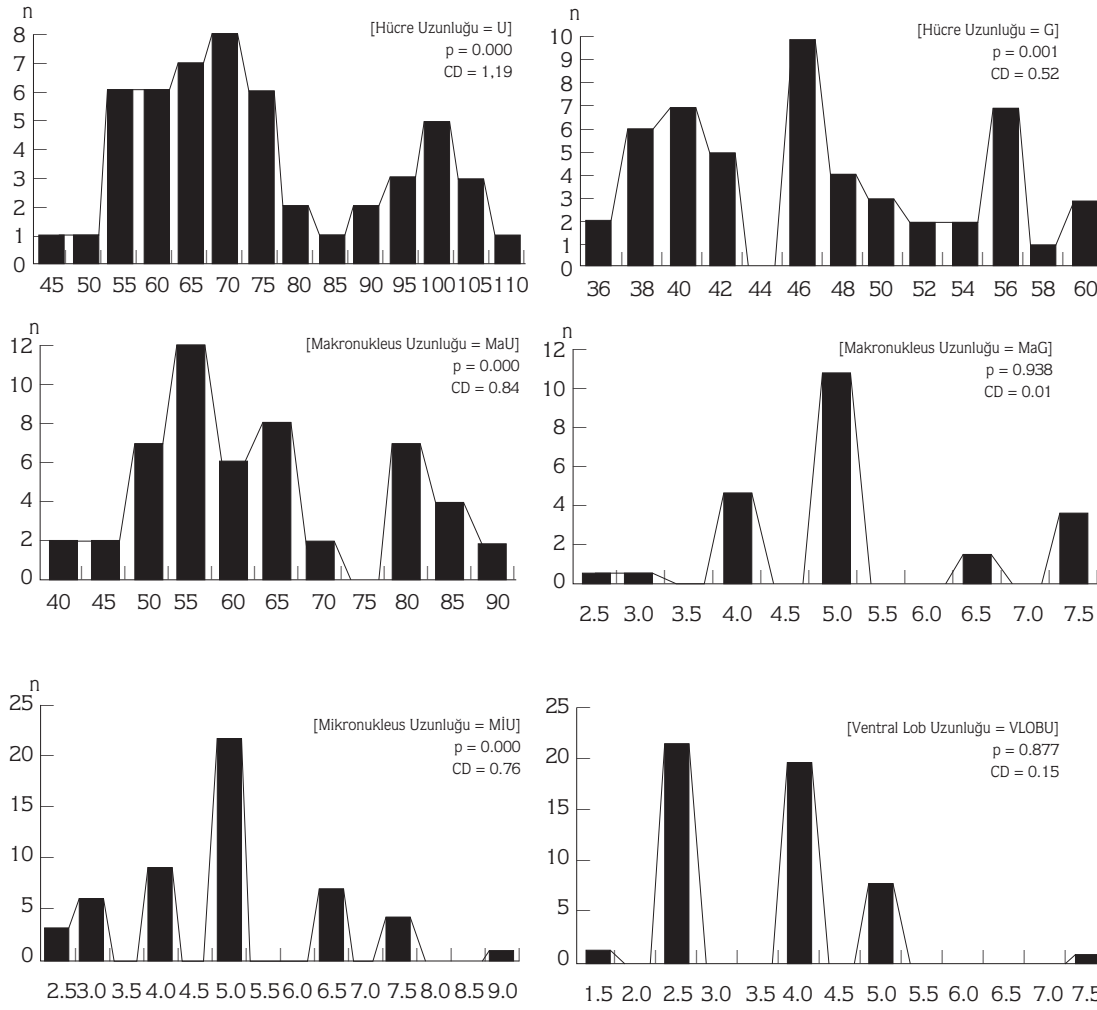 n
[Hücre Uzunluğu = U]
p = 0.000
CD = 1,19
8
7
6
5
4
3
2
1
0
45 50 55 60 65 70 75 80 85 90 95 100 105 110
n
[Hücre Uzunluğu = G]
p = 0.001
CD = 0.52
10
9
8
7
6
5
4
3
2
1
0
36 38 40 42 44 46 48 50 52 54 56 58 60
n
[Makronukleus Uzunluğu = MaU]
p = 0.000
CD = 0.84
12
10
8
6
4
2
0
40 45 50 55 60 65 70 75 80 85 90
n
[Makronukleus Uzunluğu = MaG]
p = 0.938
CD = 0.01
12
10
8
6
4
2
0
2.5 3.0 3.5 4.0 4.5 5.0 5.5 6.0 6.5 7.0 7.5
n
[Mikronukleus Uzunluğu = MİU]
p = 0.000
CD = 0.76
25
20
15
10
5
0
2.5 3.0 3.5 4.0 4.5 5.0 5.5 6.0 6.5 7.0 7.5 8.0 8.5 9.0
[Ventral Lob Uzunluğu = VLOBU]
p = 0.877
CD = 0.15
25
20
15
10
5
0
1.5 2.0 2.5 3.0 3.5 4.0 4.5 5.0 5.5 6.0 6.5 7.0 7.5